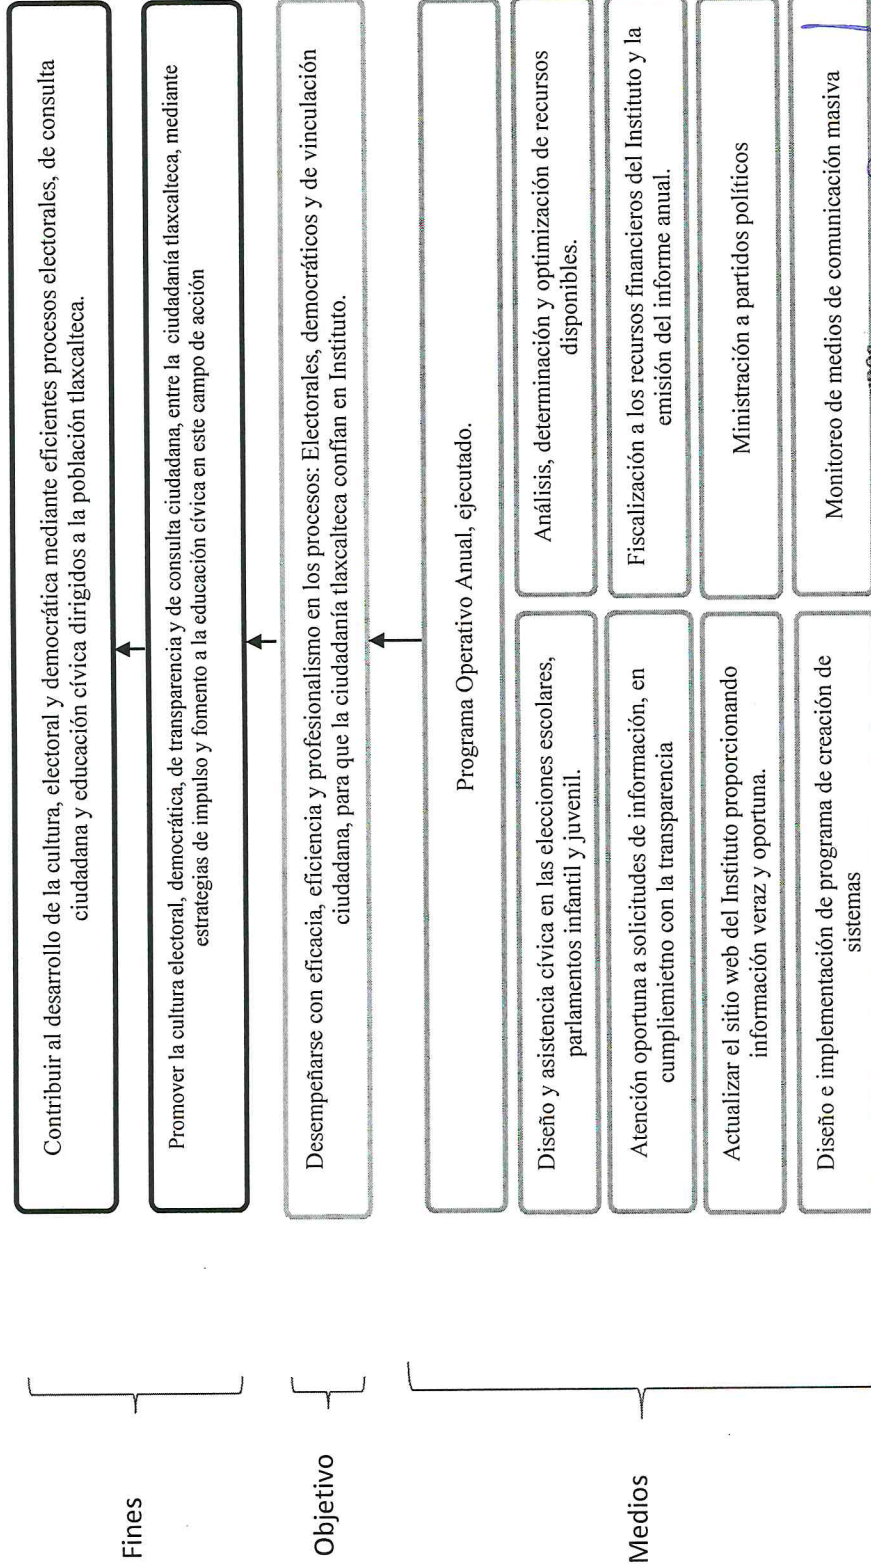 Fines
Contribuir al desarrollo de la cultura, electoral y democrática mediante eficientes procesos electorales, de consulta
ciudadana y educación cívica dirigidos a la población tlaxcalteca.
Promover la cultura electoral, democrática, de transparencia y de consulta ciudadana, entre la ciudadanía tlaxcalteca, mediante
estrategias de impulso y fomento a la educación cívica en este campo de acción
Objetivo
Desempeñarse con eficacia, eficiencia y profesionalismo en los procesos: Electorales, democráticos y de vinculación
ciudadana, para que la ciudadanía tlaxcalteca confían en Instituto.
Medios
Programa Operativo Anual, ejecutado.
Diseño y asistencia cívica en las elecciones escolares,
parlamentos infantil y juvenil.
Análisis, determinación y optimización de recursos
disponibles.
Atención oportuna a solicitudes de información, en
cumpliemietno con la transparencia
Fiscalización a los recursos financieros del Instituto y la
emisión del informe anual.
Actualizar el sitio web del Instituto proporcionando
información veraz y oportuna.
Ministración a partidos políticos
Diseño e implementación de programa de creación de
sistemas
Monitoreo de medios de comunicación masiva